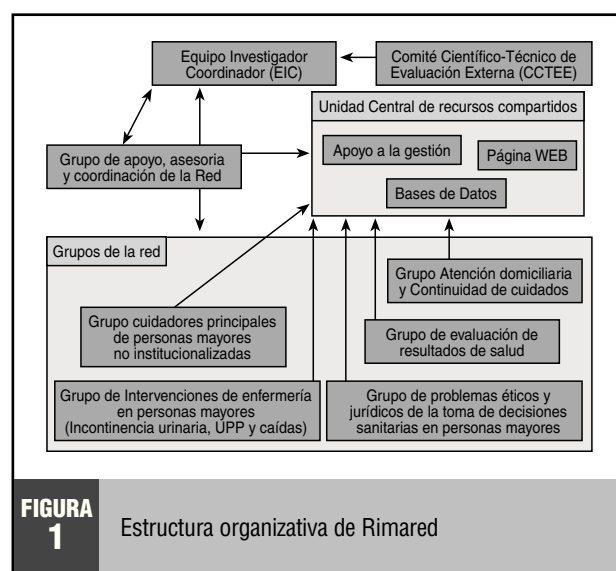 Equipo Investigador
Coordinador (EIC)
Comité Científico-Técnico de
Evaluación Externa (CCTEE)
Unidad Central de recursos compartidos
Apoyo a la gestión
Página WEB
Bases de Datos
Grupo de apoyo, asesoria
y coordinación de la Red
Grupos de la red
Grupo Atención domiciliaria
y Continuidad de cuidados
Grupo cuidadores principales
de personas mayores
no institucionalizadas
Grupo de evaluación de
resultados de salud
Grupo de Intervenciones de enfermería
en personas mayores
(Incontinencia urinaria, UPP y caídas)
Grupo de problemas éticos y
jurídicos de la toma de decisiones
sanitarias en personas mayores
FIGURA
1
Estructura organizativa de Rimared